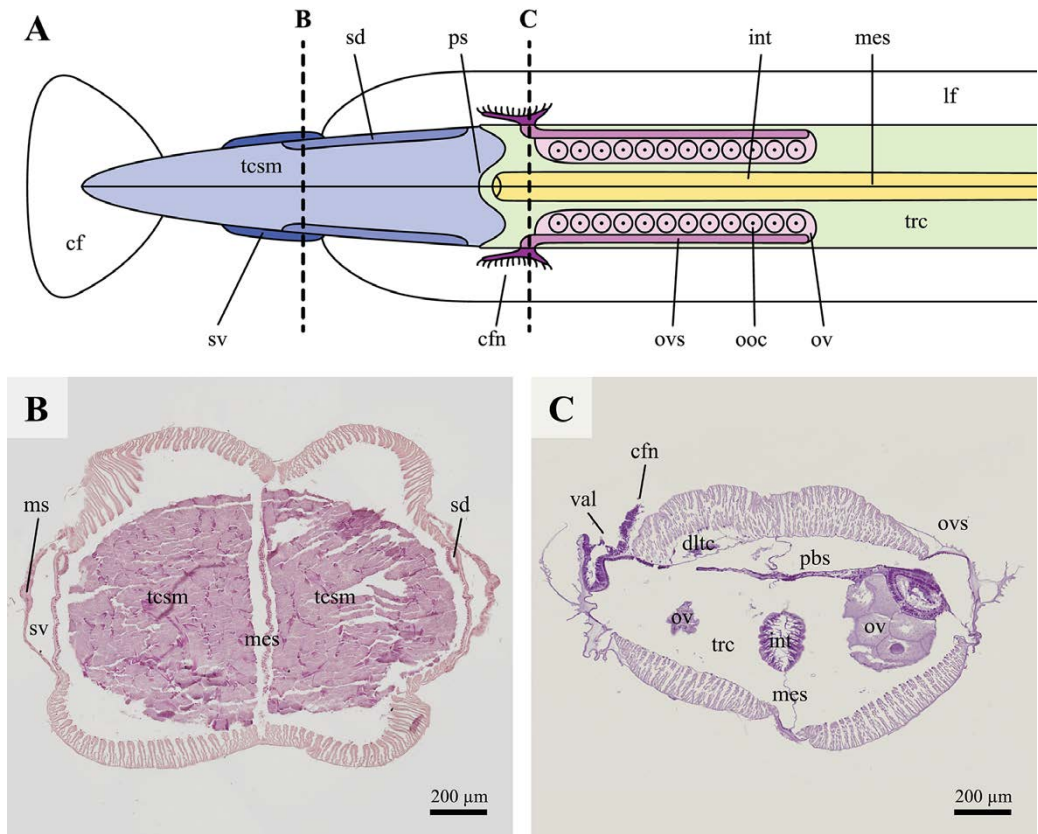 A
B
C
sd
ps
int
mes
lf
tcsm
cf
trc
sv
cfn
ovs
ooc
ov
B
ms
sd
tcsm
tcsm
sv
mes
200 µm
C
cfn
val
ovs
dltc
pbs
ov
ov
int
trc
mes
200 µm